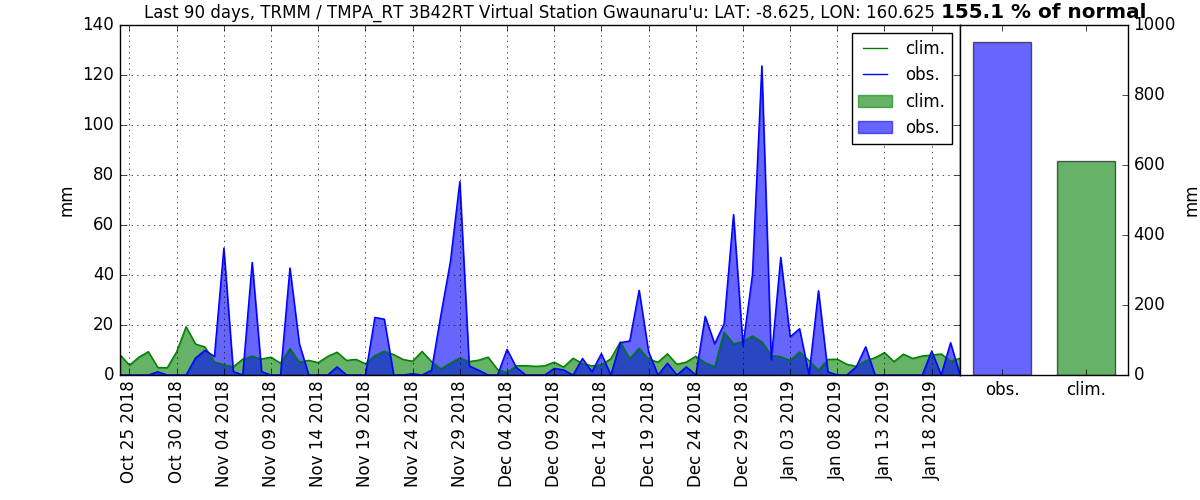 Last 90 days, TRMM / TMPA_RT 3B42RT Virtual Station Gwaunaru'u: LAT: -8.625, LON: 160.625 155.1 % of normal
140
120
100
80
60
40
20
0
mm
clim.
obs.
clim.
obs.
1000
800
600
400
200
0
mm
Oct 25 2018
Oct 30 2018
Nov 04 2018
Nov 09 2018
Nov 14 2018
Nov 19 2018
Nov 24 2018
Nov 29 2018
Dec 04 2018
Dec 09 2018
Dec 14 2018
Dec 19 2018
Dec 24 2018
Dec 29 2018
Jan 03 2019
Jan 08 2019
Jan 13 2019
Jan 18 2019
obs. clim.